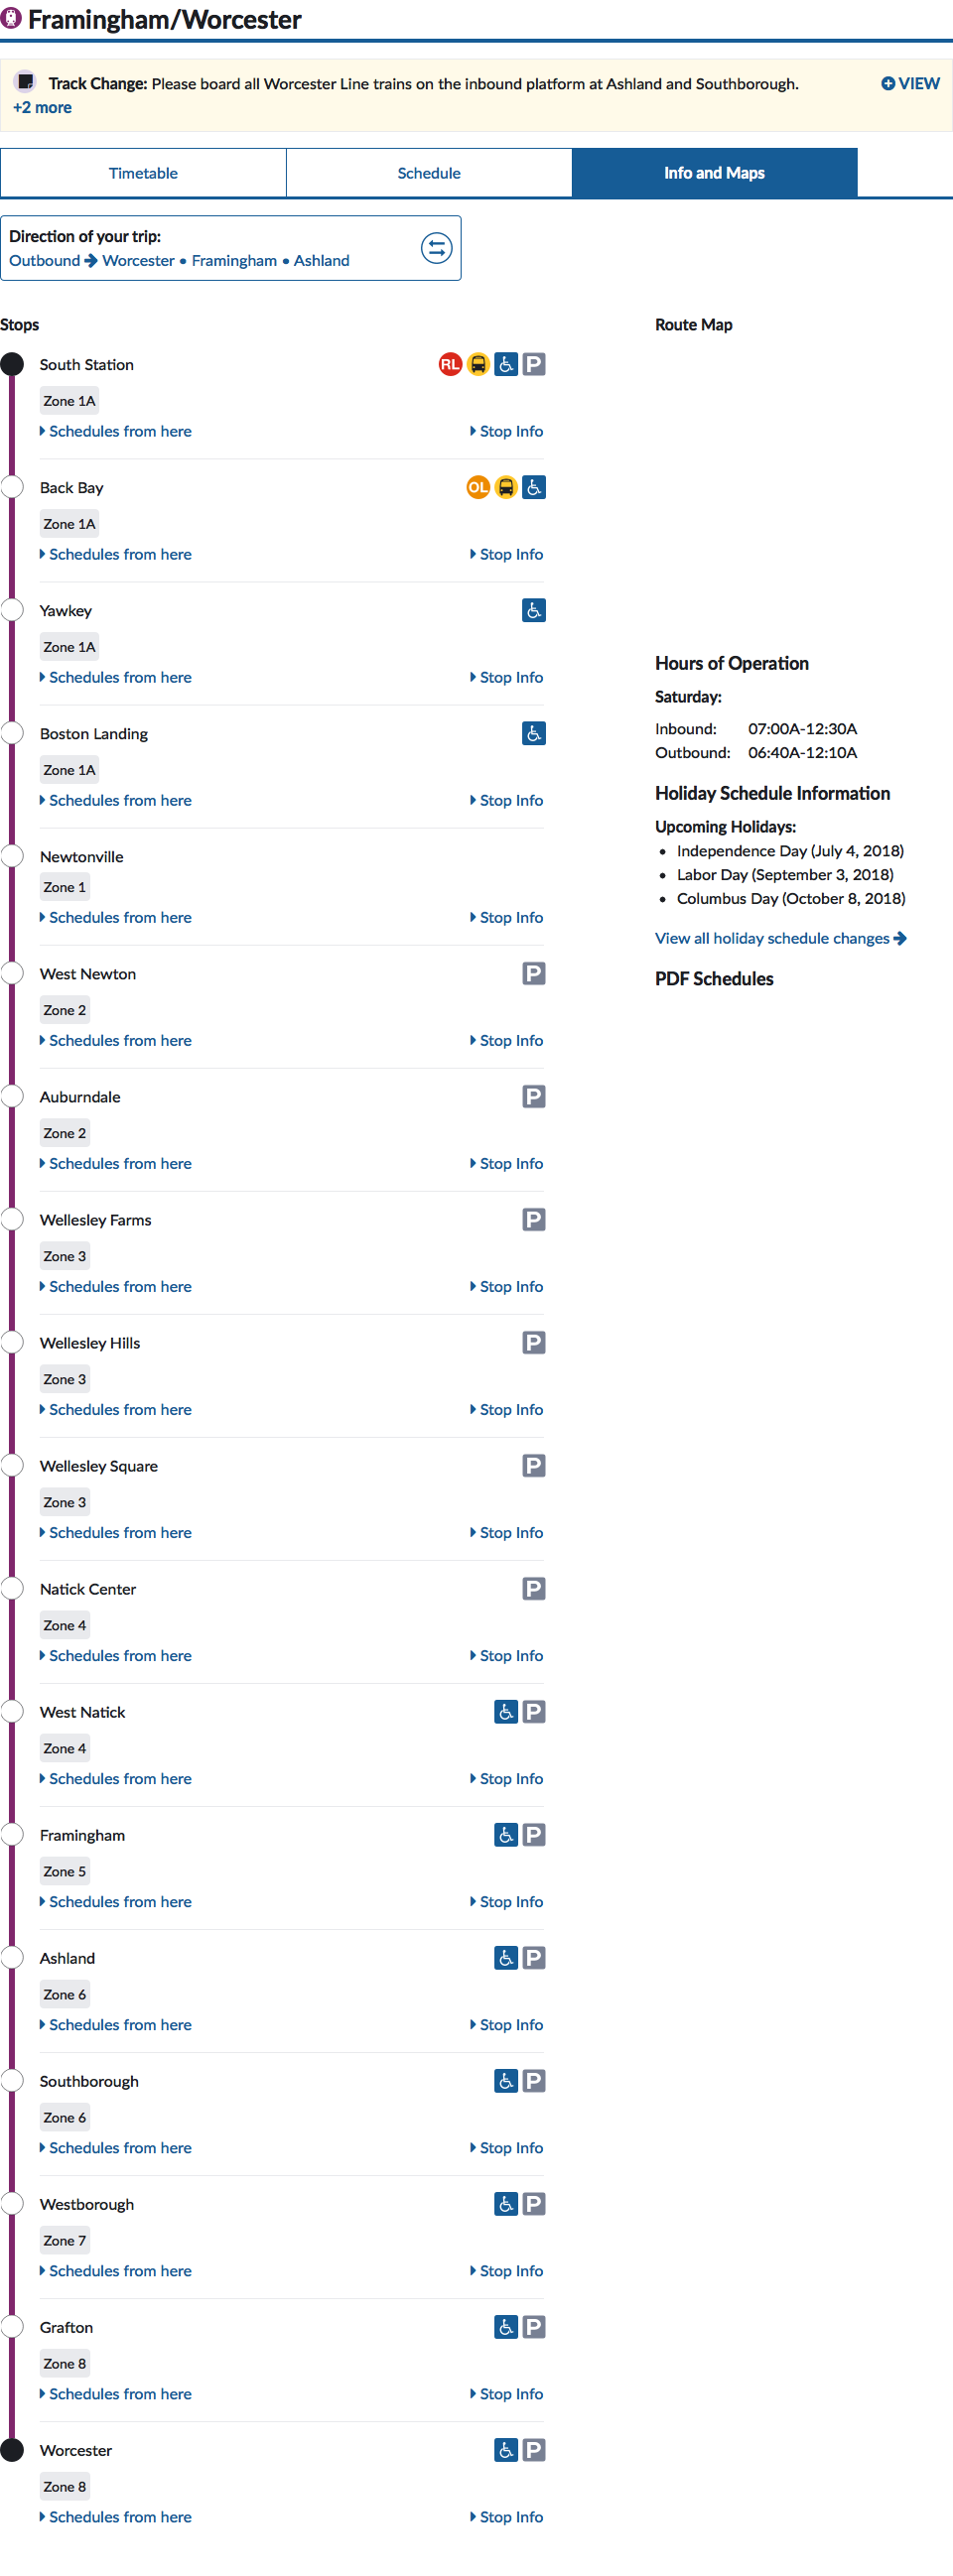 Framingham/Worcester
Track Change: Please board all Worcester Line trains on the inbound platform at Ashland and Southborough.
VIEW
+2 more
Timetable
Schedule
Info and Maps
Direction of your trip:
Outbound → Worcester • Framingham • Ashland
Stops
South Station
RL
P
Zone 1A
Schedules from here
Stop Info
Back Bay
OL
Zone 1A
Schedules from here
Stop Info
Yawkey
Zone 1A
Schedules from here
Stop Info
Boston Landing
Zone 1A
Schedules from here
Stop Info
Newtonville
Zone 1
Schedules from here
Stop Info
West Newton
P
Zone 2
Schedules from here
Stop Info
Auburndale
P
Zone 2
Schedules from here
Stop Info
Wellesley Farms
P
Zone 3
Schedules from here
Stop Info
Wellesley Hills
P
Zone 3
Schedules from here
Stop Info
Wellesley Square
P
Zone 3
Schedules from here
Stop Info
Natick Center
P
Zone 4
Schedules from here
Stop Info
West Natick
P
Zone 4
Schedules from here
Stop Info
Framingham
P
Zone 5
Schedules from here
Stop Info
Ashland
P
Zone 6
Schedules from here
Stop Info
Southborough
P
Zone 6
Schedules from here
Stop Info
Westborough
P
Zone 7
Schedules from here
Stop Info
Grafton
P
Zone 8
Schedules from here
Stop Info
Worcester
P
Zone 8
Schedules from here
Stop Info
Route Map
Hours of Operation
Saturday:
Inbound: 07:00A-12:30A
Outbound: 06:40A-12:10A
Holiday Schedule Information
Upcoming Holidays:
• Independence Day (July 4, 2018)
• Labor Day (September 3, 2018)
• Columbus Day (October 8, 2018)
View all holiday schedule changes →
PDF Schedules